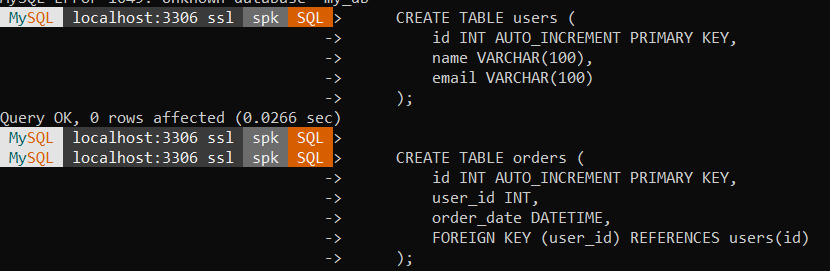 MySQL Error 1049: Unknown database 'my_db'
MySQL localhost:3306 ssl spk SQL > CREATE TABLE users (
-> id INT AUTO_INCREMENT PRIMARY KEY,
-> name VARCHAR(100),
-> email VARCHAR(100)
-> );
Query OK, 0 rows affected (0.0266 sec)
MySQL localhost:3306 ssl spk SQL >
MySQL localhost:3306 ssl spk SQL > CREATE TABLE orders (
-> id INT AUTO_INCREMENT PRIMARY KEY,
-> user_id INT,
-> order_date DATETIME,
-> FOREIGN KEY (user_id) REFERENCES users(id)
-> );